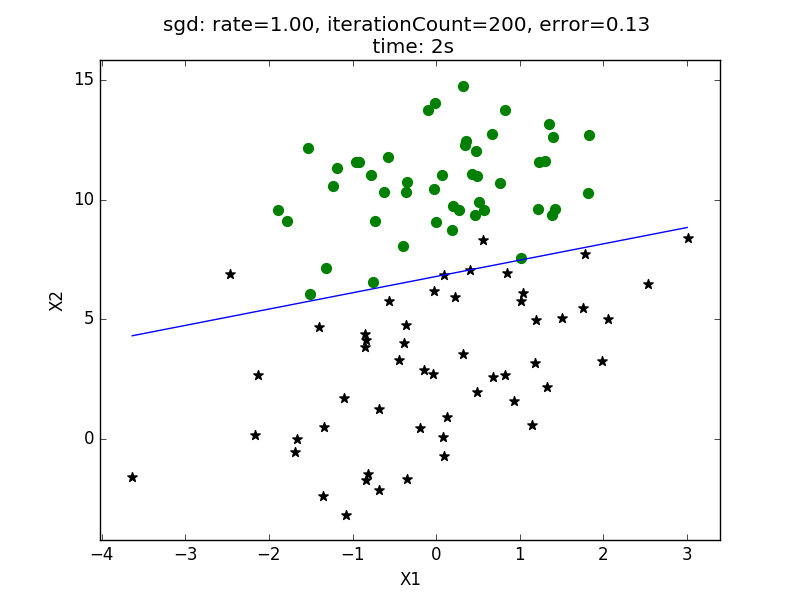 sgd: rate=1.00, iterationCount=200, error=0.13
time: 2s
15
10
5
0
X2
−4 −3 −2 −1 0 1 2 3
X1